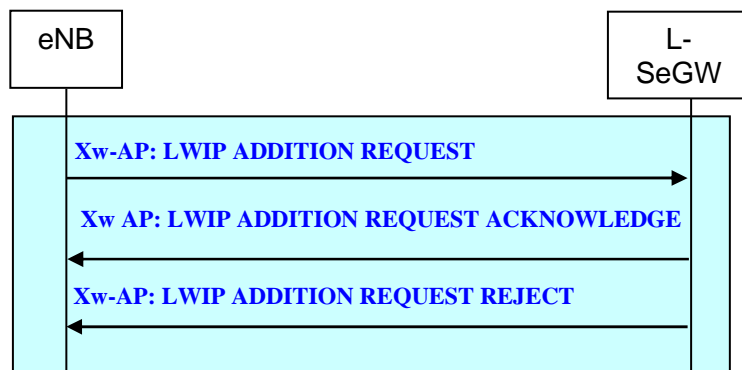 eNB
L-
SeGW
Xw-AP: LWIP ADDITION REQUEST
Xw AP: LWIP ADDITION REQUEST ACKNOWLEDGE
Xw-AP: LWIP ADDITION REQUEST REJECT